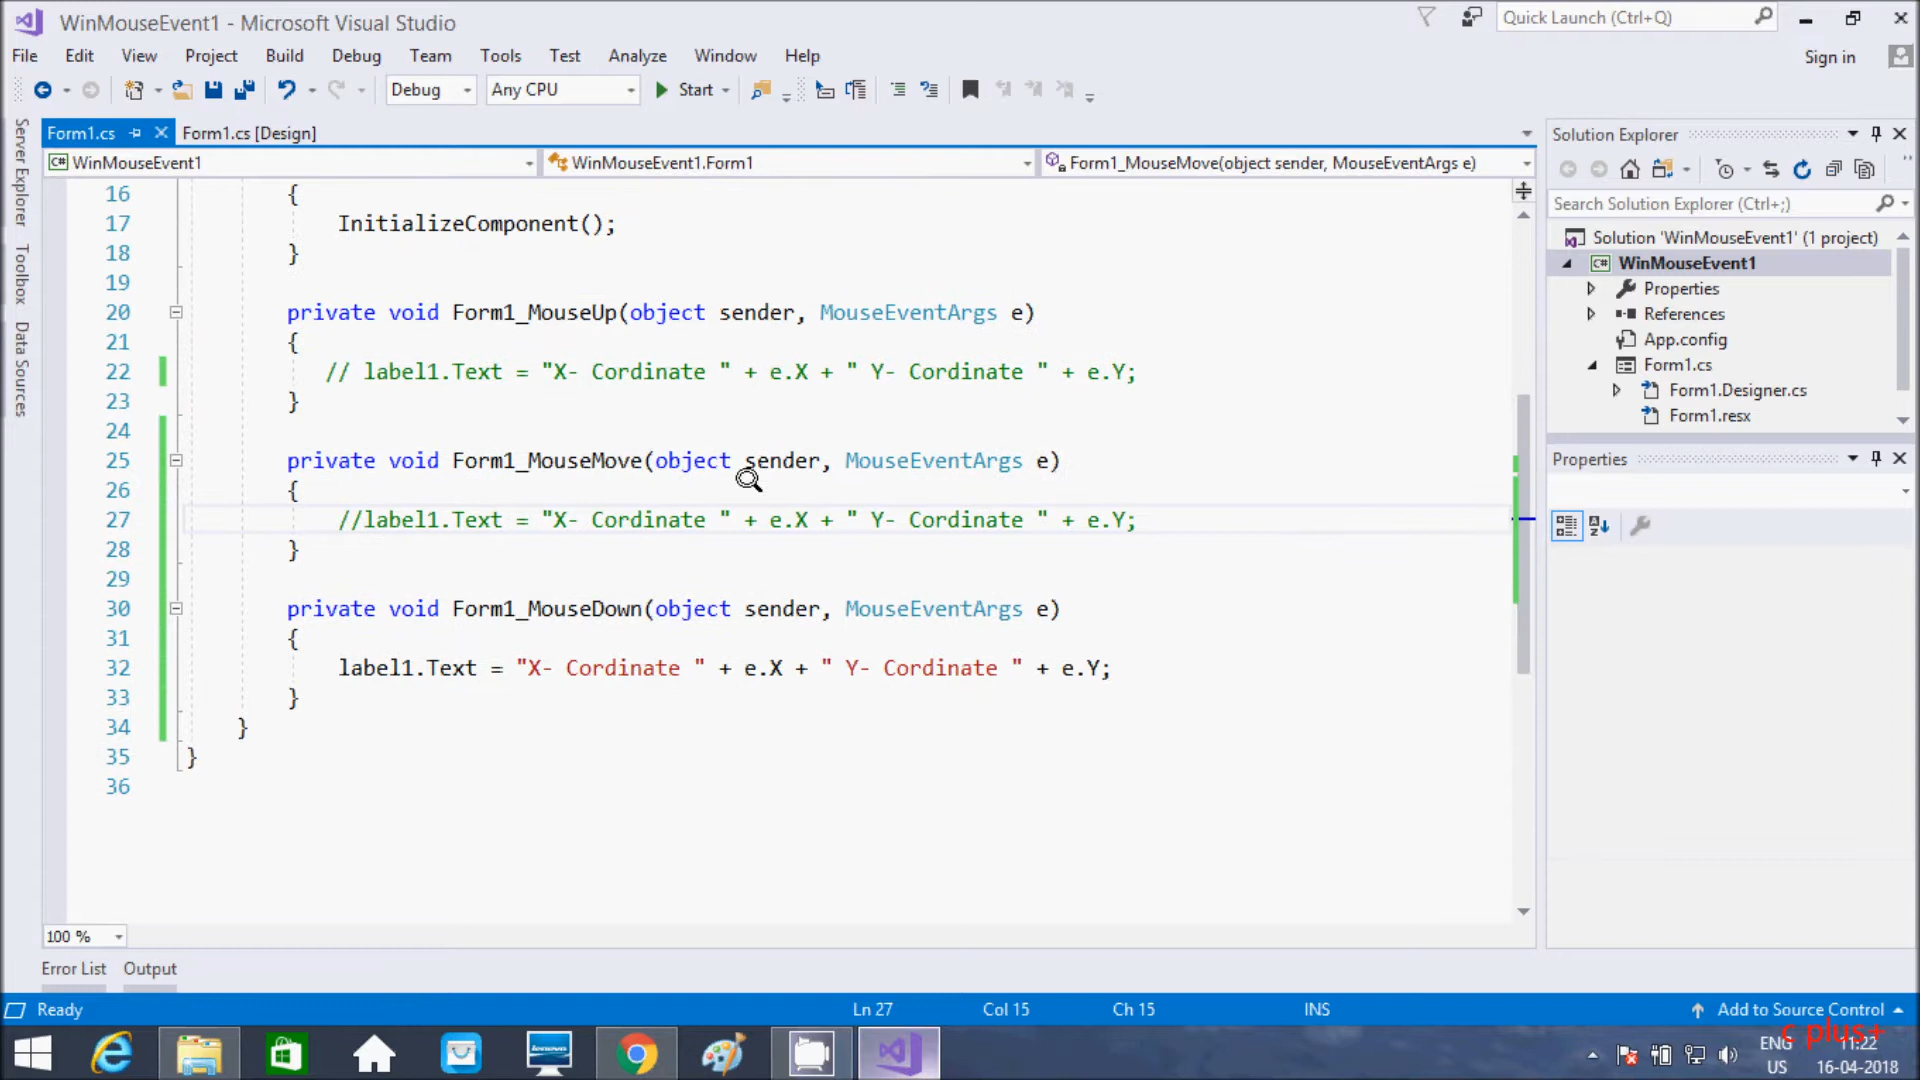 WinMouseEvent1 - Microsoft Visual Studio
Quick Launch (Ctrl+Q)
File Edit View Project Build Debug Team Tools Test Analyze Window Help
Sign in
Debug Any CPU Start
Server Explorer
Toolbox
Data Sources
Form1.cs Form1.cs [Design]
C# WinMouseEvent1 WinMouseEvent1.Form1 Form1_MouseMove(object sender, MouseEventArgs e)
16 {
17 InitializeComponent();
18 }
19
20 private void Form1_MouseUp(object sender, MouseEventArgs e)
21 {
22 // label1.Text = "X- Cordinate " + e.X + " Y- Cordinate " + e.Y;
23 }
24
25 private void Form1_MouseMove(object sender, MouseEventArgs e)
26 {
27 //label1.Text = "X- Cordinate " + e.X + " Y- Cordinate " + e.Y;
28 }
29
30 private void Form1_MouseDown(object sender, MouseEventArgs e)
31 {
32 label1.Text = "X- Cordinate " + e.X + " Y- Cordinate " + e.Y;
33 }
34 }
35 }
36
100 %
Solution Explorer
Search Solution Explorer (Ctrl+;)
Solution 'WinMouseEvent1' (1 project)
C# WinMouseEvent1
Properties
References
App.config
Form1.cs
Form1.Designer.cs
Form1.resx
Properties
Error List Output
Ready Ln 27 Col 15 Ch 15 INS Add to Source Control
c plus+
ENG 11:22
US 16-04-2018